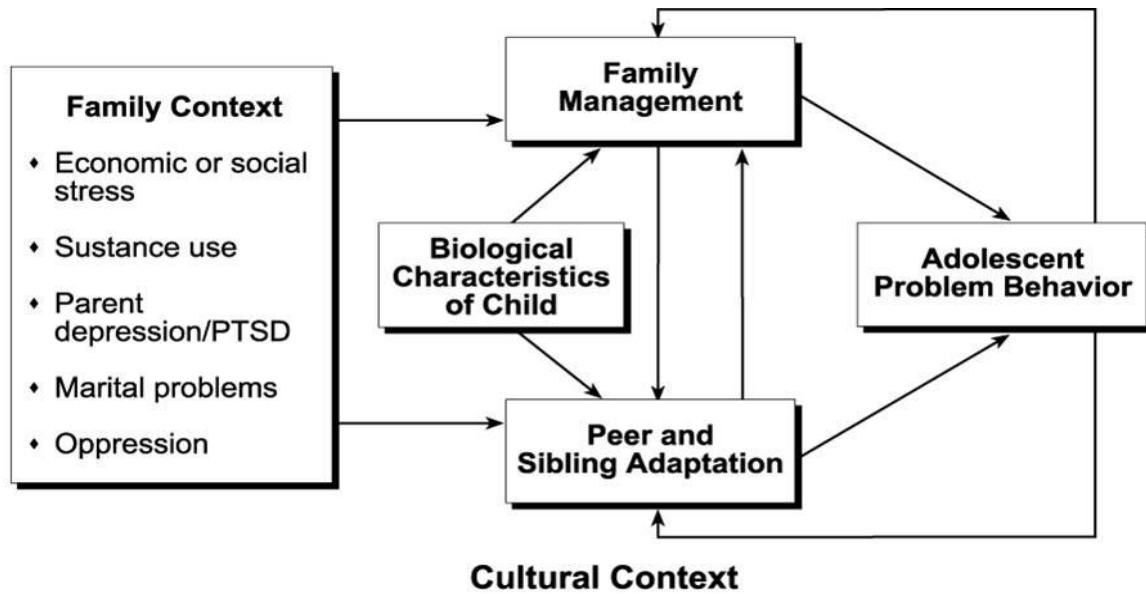 Family Context
♦ Economic or social
stress
♦ Sustance use
♦ Parent
depression/PTSD
♦ Marital problems
♦ Oppression
Family
Management
Biological
Characteristics
of Child
Peer and
Sibling Adaptation
Adolescent
Problem Behavior
Cultural Context